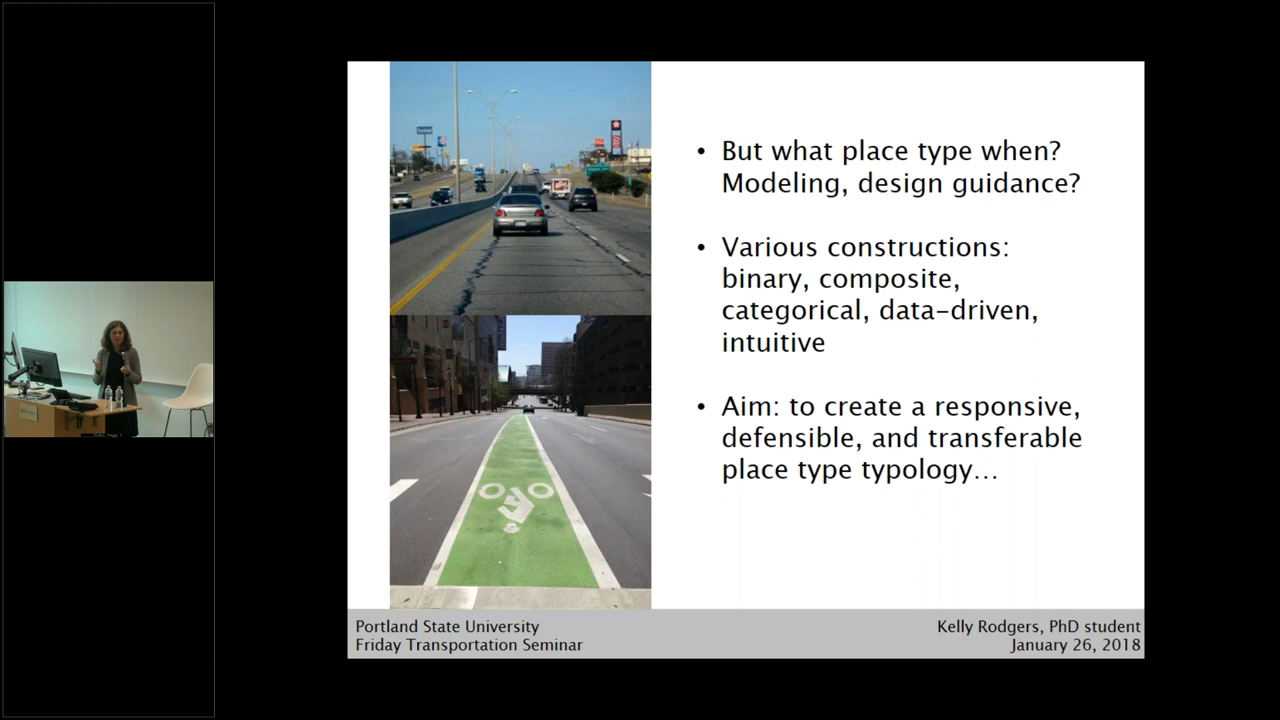 • But what place type when?
Modeling, design guidance?
• Various constructions:
binary, composite,
categorical, data-driven,
intuitive
• Aim: to create a responsive,
defensible, and transferable
place type typology…
Portland State University
Friday Transportation Seminar
Kelly Rodgers, PhD student
January 26, 2018